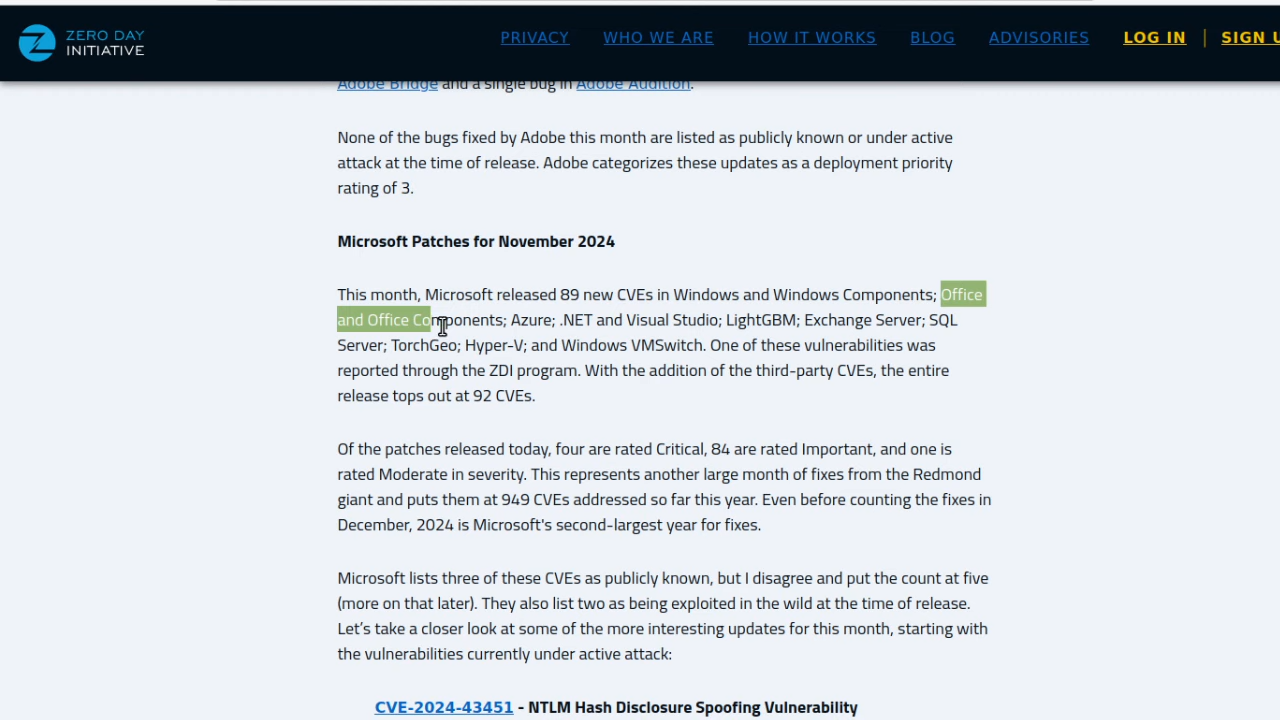 ZERO DAY
INITIATIVE
PRIVACY WHO WE ARE HOW IT WORKS BLOG ADVISORIES LOG IN | SIGN U
Adobe Bridge and a single bug in Adobe Audition.
None of the bugs fixed by Adobe this month are listed as publicly known or under active
attack at the time of release. Adobe categorizes these updates as a deployment priority
rating of 3.
Microsoft Patches for November 2024
This month, Microsoft released 89 new CVEs in Windows and Windows Components; Office
and Office Components; Azure; .NET and Visual Studio; LightGBM; Exchange Server; SQL
Server; TorchGeo; Hyper-V; and Windows VMSwitch. One of these vulnerabilities was
reported through the ZDI program. With the addition of the third-party CVEs, the entire
release tops out at 92 CVEs.
Of the patches released today, four are rated Critical, 84 are rated Important, and one is
rated Moderate in severity. This represents another large month of fixes from the Redmond
giant and puts them at 949 CVEs addressed so far this year. Even before counting the fixes in
December, 2024 is Microsoft's second-largest year for fixes.
Microsoft lists three of these CVEs as publicly known, but I disagree and put the count at five
(more on that later). They also list two as being exploited in the wild at the time of release.
Let’s take a closer look at some of the more interesting updates for this month, starting with
the vulnerabilities currently under active attack:
CVE-2024-43451 - NTLM Hash Disclosure Spoofing Vulnerability